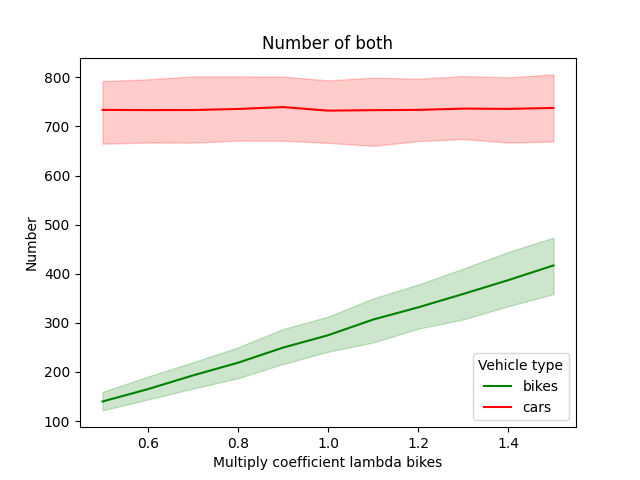 Number of both
800
700
600
500
400
300
200
100
Number
0.6 0.8 1.0 1.2 1.4
Multiply coefficient lambda bikes
Vehicle type
bikes
cars